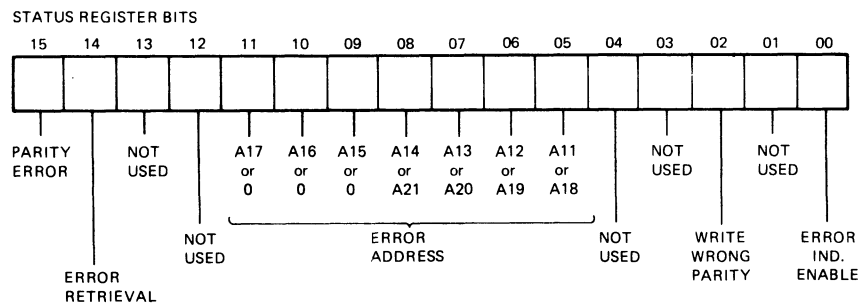 STATUS REGISTER BITS
15 14 13 12 11 10 09 08 07 06 05 04 03 02 01 00
PARITY NOT A17 A16 A15 A14 A13 A12 A11 NOT NOT
ERROR USED or or or or or or or USED USED
0 0 0 A21 A20 A19 A18
NOT ERROR NOT WRITE ERROR
USED ADDRESS USED WRONG IND.
PARITY ENABLE
ERROR
RETRIEVAL